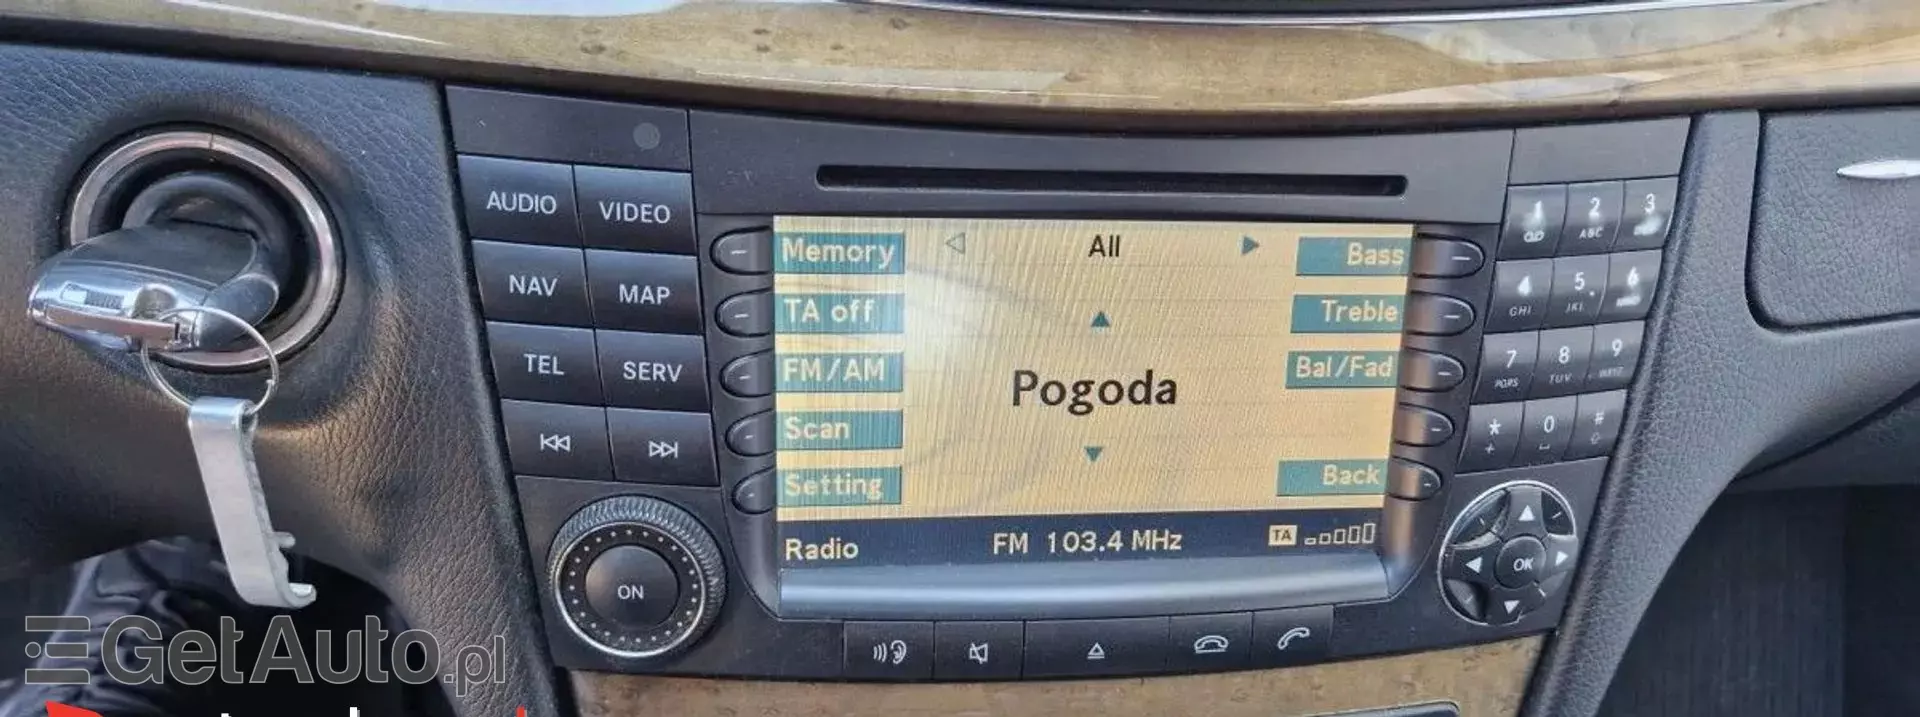 AUDIO VIDEO
NAV MAP
TEL SERV
ON
Memory
TA off
FM/AM
Scan
Setting
All
Pogoda
Bass
Treble
Bal/Fad
Back
Radio FM 103.4 MHz TA
1 2 ABC 3
4 GHI 5 JKL 6
7 PQRS 8 TUV 9 WXYZ
* + 0 #
OK
GetAuto.pl